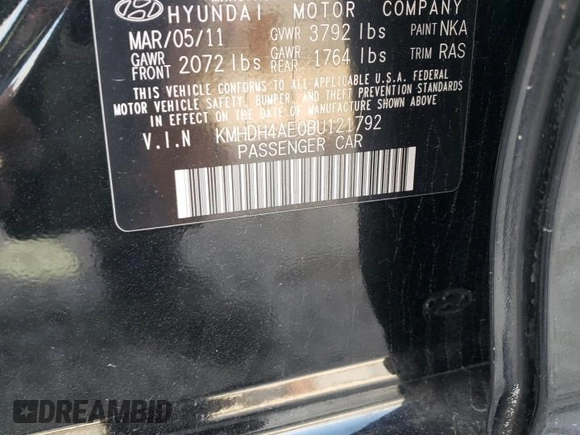 HYUNDAI MOTOR COMPANY
MAR/05/11 GVWR 3792 lbs PAINT NKA
GAWR FRONT 2072 lbs GAWR REAR 1764 lbs TRIM RAS
THIS VEHICLE CONFORMS TO ALL APPLICABLE U.S.A. FEDERAL
MOTOR VEHICLE SAFETY, BUMPER, AND THEFT PREVENTION STANDARDS
IN EFFECT ON THE DATE OF MANUFACTURE SHOWN ABOVE.
V.I.N KMHDH4AE0BU121792
PASSENGER CAR
DREAMBID